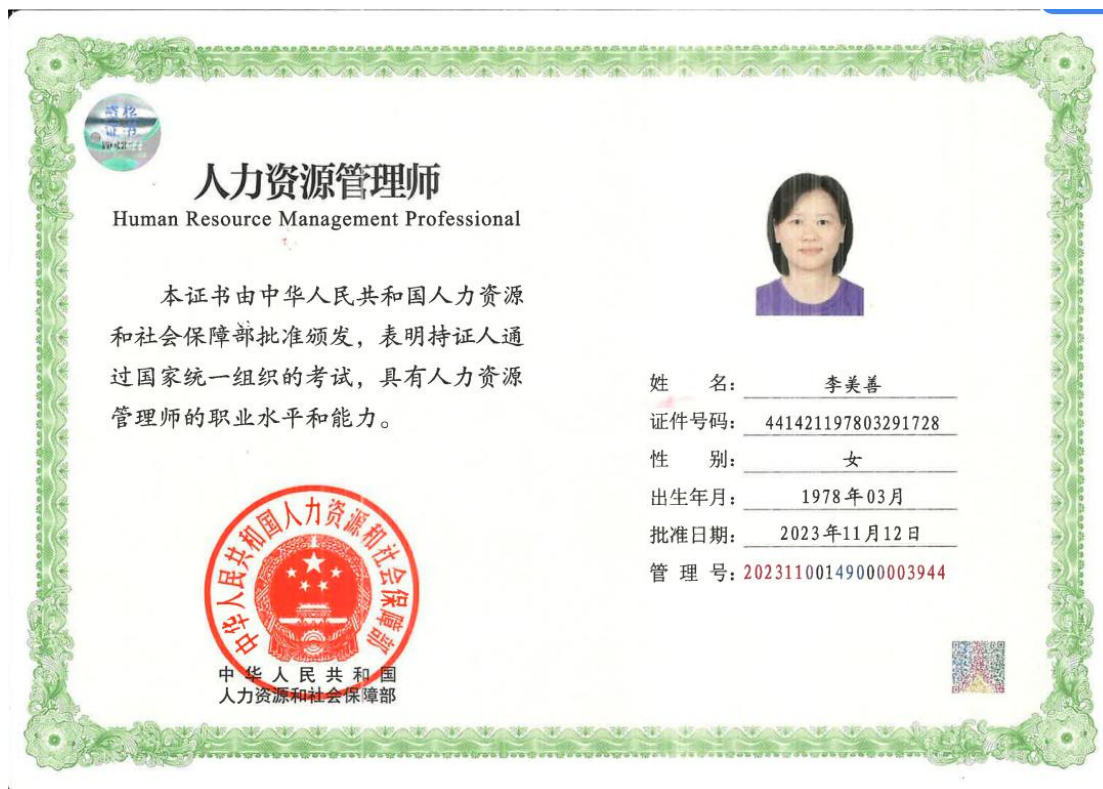 人力资源管理师
Human Resource Management Professional
本证书由中华人民共和国人力资源
和社会保障部批准颁发，表明持证人通
过国家统一组织的考试，具有人力资源
管理师的职业水平和能力。
中华人民共和国人力资源和社会保障部
中华人民共和国
人力资源和社会保障部
姓 名：李美善
证件号码：441421197803291728
性 别：女
出生年月：1978年03月
批准日期：2023年11月12日
管 理 号：20231100149000003944